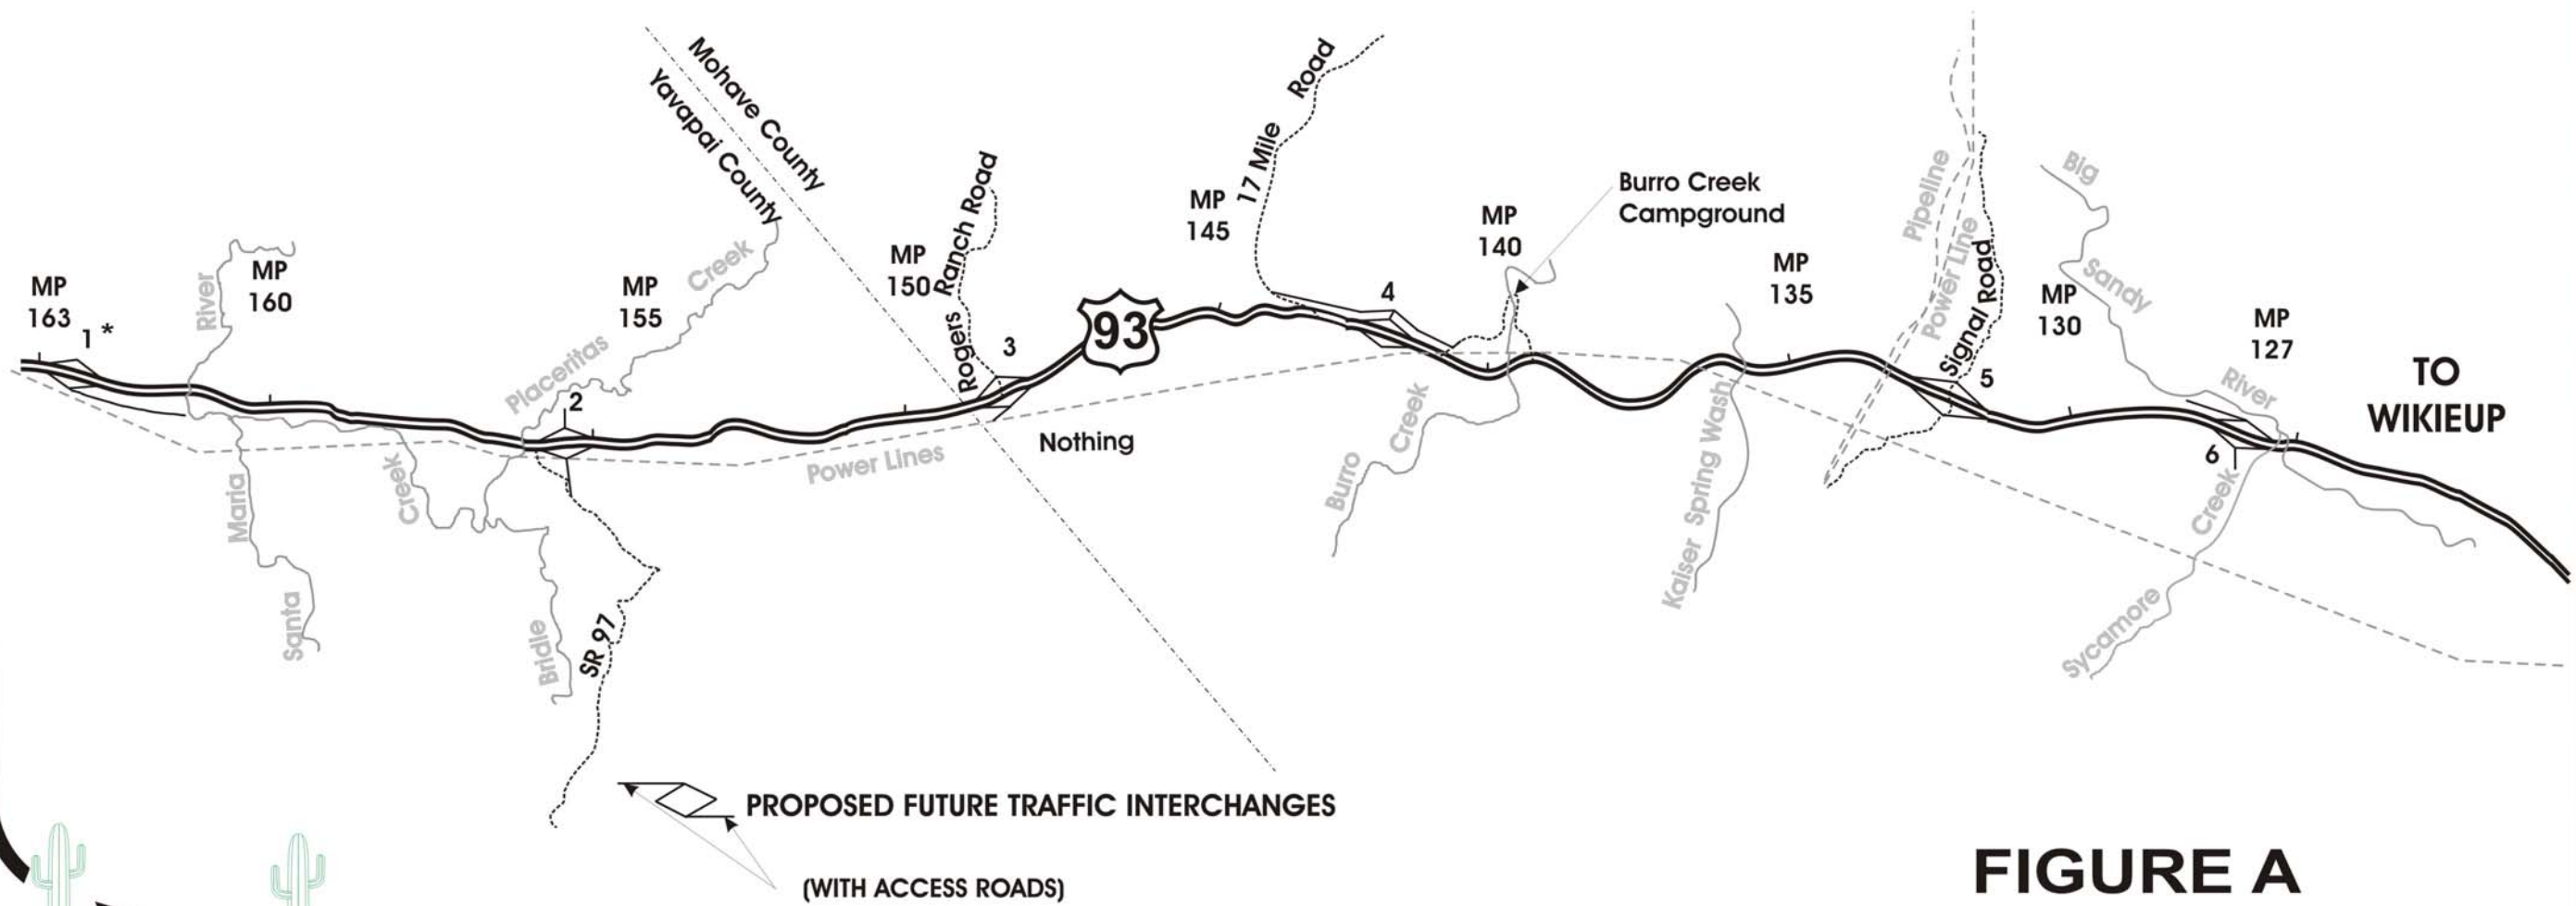 Mohave County
Yavapai County
MP
163
1 *
River
MP
160
Maria
Santa
Creek
Bridle
Placeritas
Creek
2
MP
155
SR 97
MP
150
Rogers Ranch Road
3
Nothing
Power Lines
93
MP
145
17 Mile Road
4
MP
140
Burro Creek
Campground
Burro Creek
Kaiser Spring Wash
MP
135
Pipeline
Power Line
Signal Road
5
MP
130
Big
Sandy
River
MP
127
6
Sycamore Creek
TO
WIKIEUP
PROPOSED FUTURE TRAFFIC INTERCHANGES
(WITH ACCESS ROADS)
FIGURE A